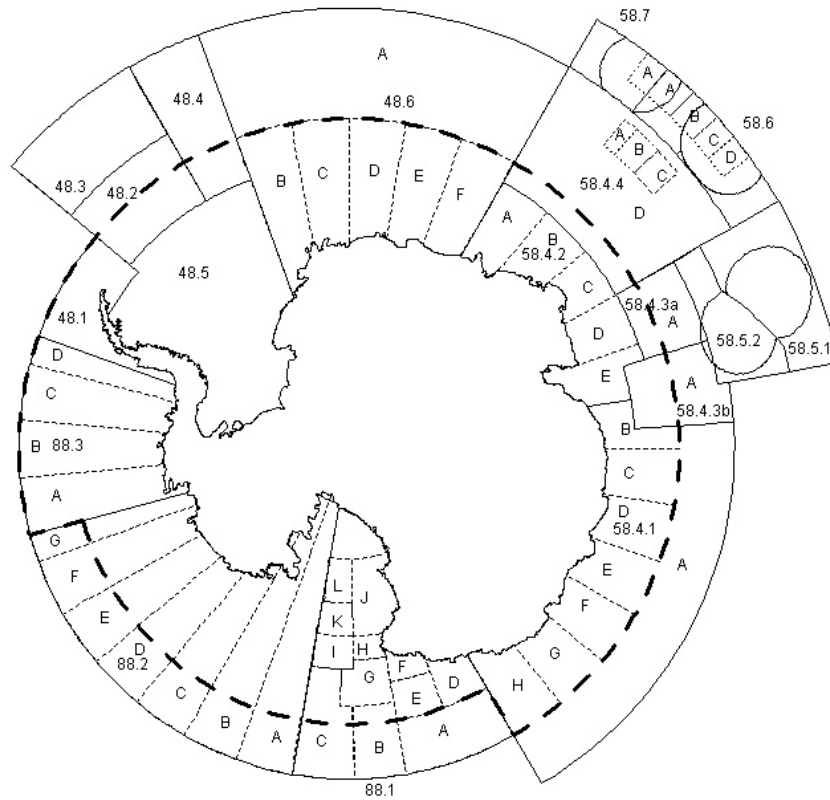 58.7
A
48.4
48.6
A
A
B
C
D
58.6
A
B
C
48.3
48.2
58.4.4
D
B
C
D
E
F
A
B
58.4.2
C
48.5
58.4.3a
A
D
58.5.2
58.5.1
48.1
D
E
A
58.4.3b
C
B
B
88.3
C
A
D
58.4.1
G
E
A
F
L
J
F
E
K
D
88.2
I
H
G
G
F
D
H
C
E
B
A
C
B
A
88.1